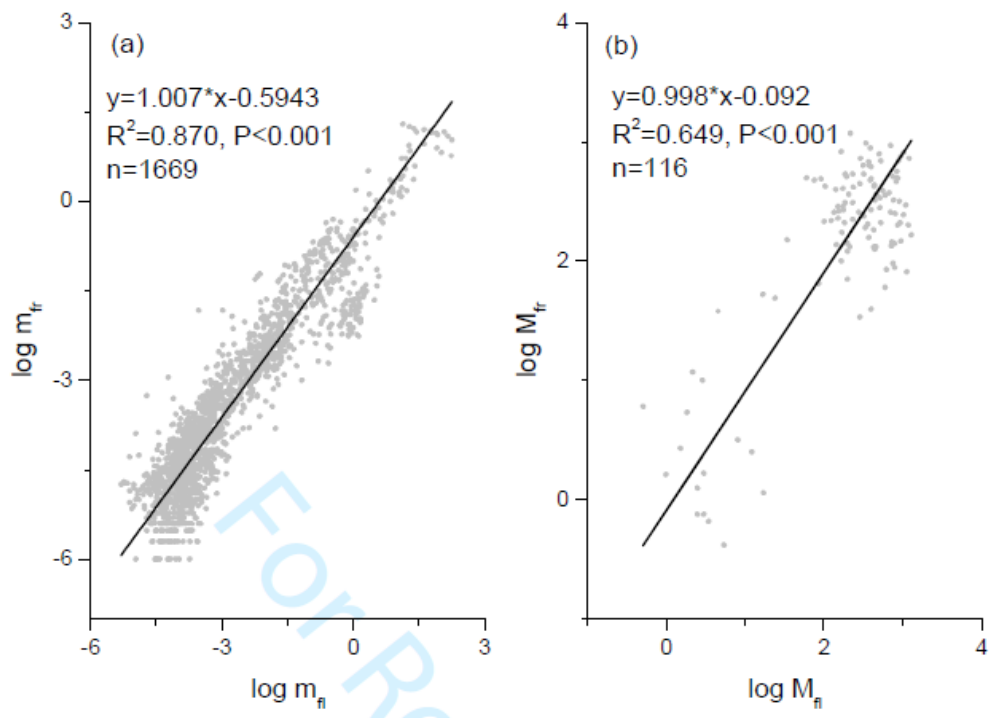 (a)
y=1.007*x-0.5943
R²=0.870, P<0.001
n=1669
3
0
-3
-6
log m_fr
-6
-3
0
3
log m_fl
(b)
y=0.998*x-0.092
R²=0.649, P<0.001
n=116
4
2
0
log M_fr
0
2
4
log M_fl
For Re